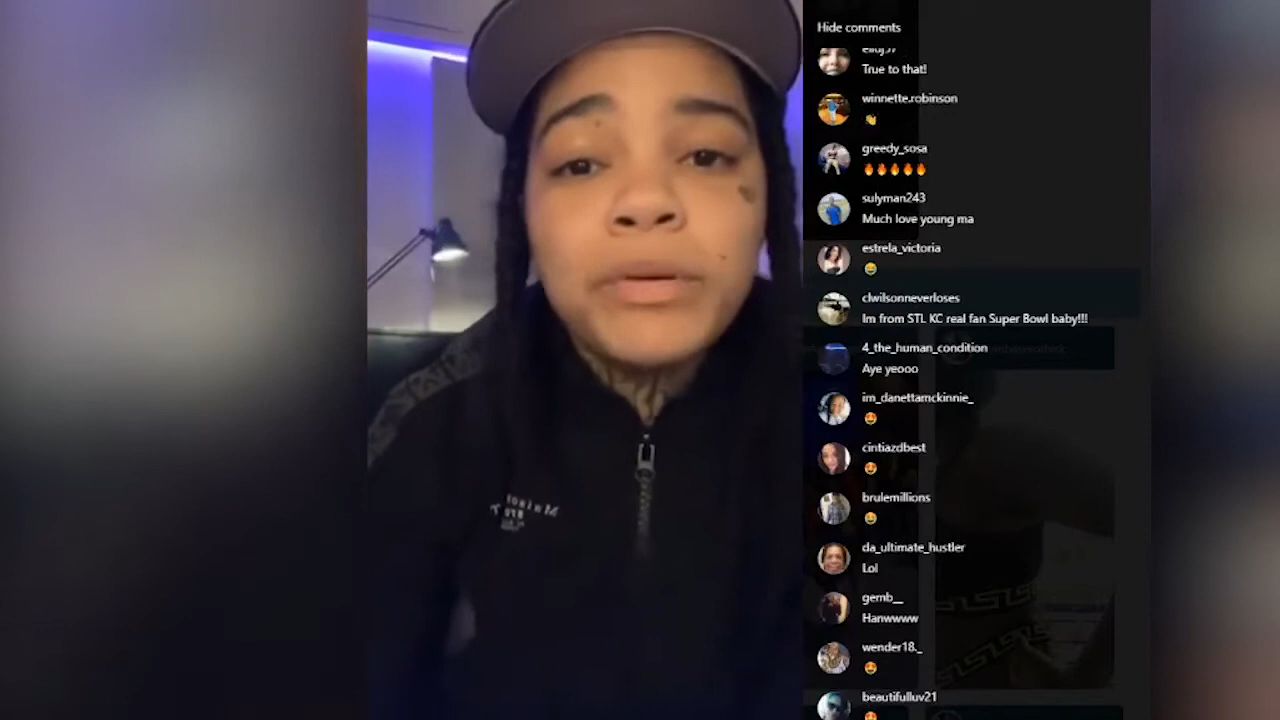 Hide comments
True to that!
winnette.robinson
greedy_sosa
sulyman243
Much love young ma
estrela_victoria
clwilsonneverloses
Im from STL KC real fan Super Bowl baby!!!
4_the_human_condition
Aye yeooo
im_danettamckinnie_
cintiazdbest
brulemillions
da_ultimate_hustler
Lol
gemb__
Hanwwww
wender18._
beautifulluv21